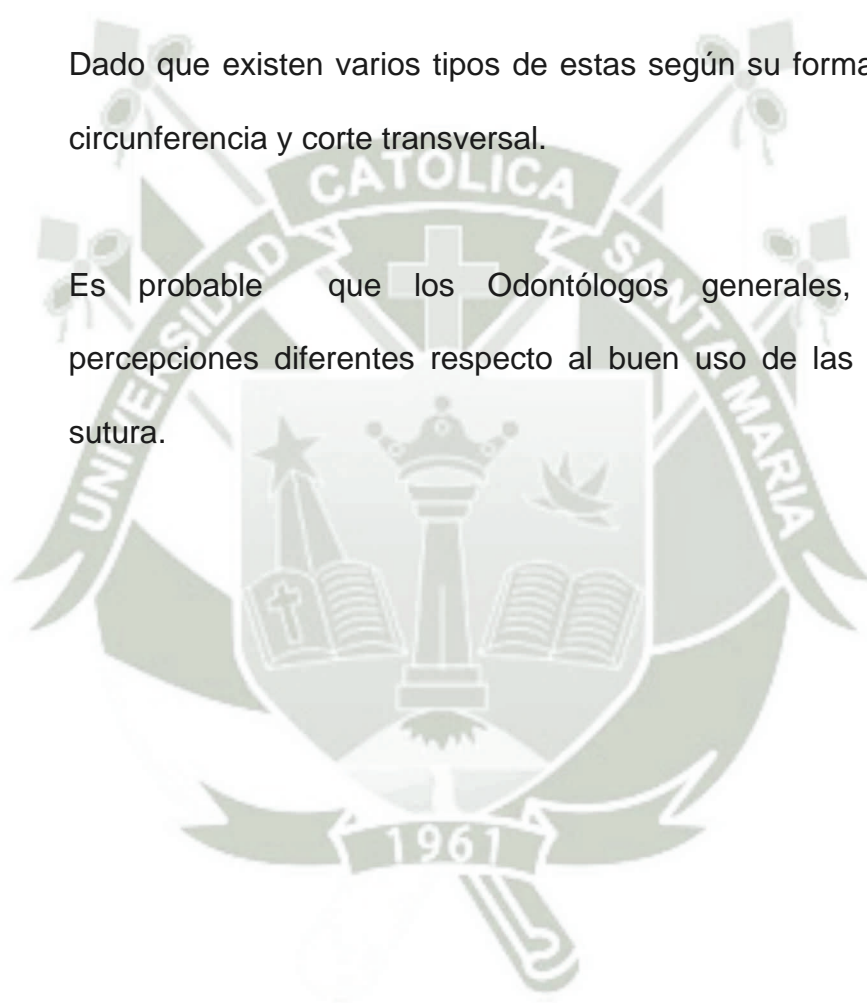 Dado que existen varios tipos de estas según su forma
circunferencia y corte transversal.
CATOLICA
UNIVERSIDAD
SANTA MARIA
Es probable que los Odontólogos generales,
percepciones diferentes respecto al buen uso de las
sutura.
1961